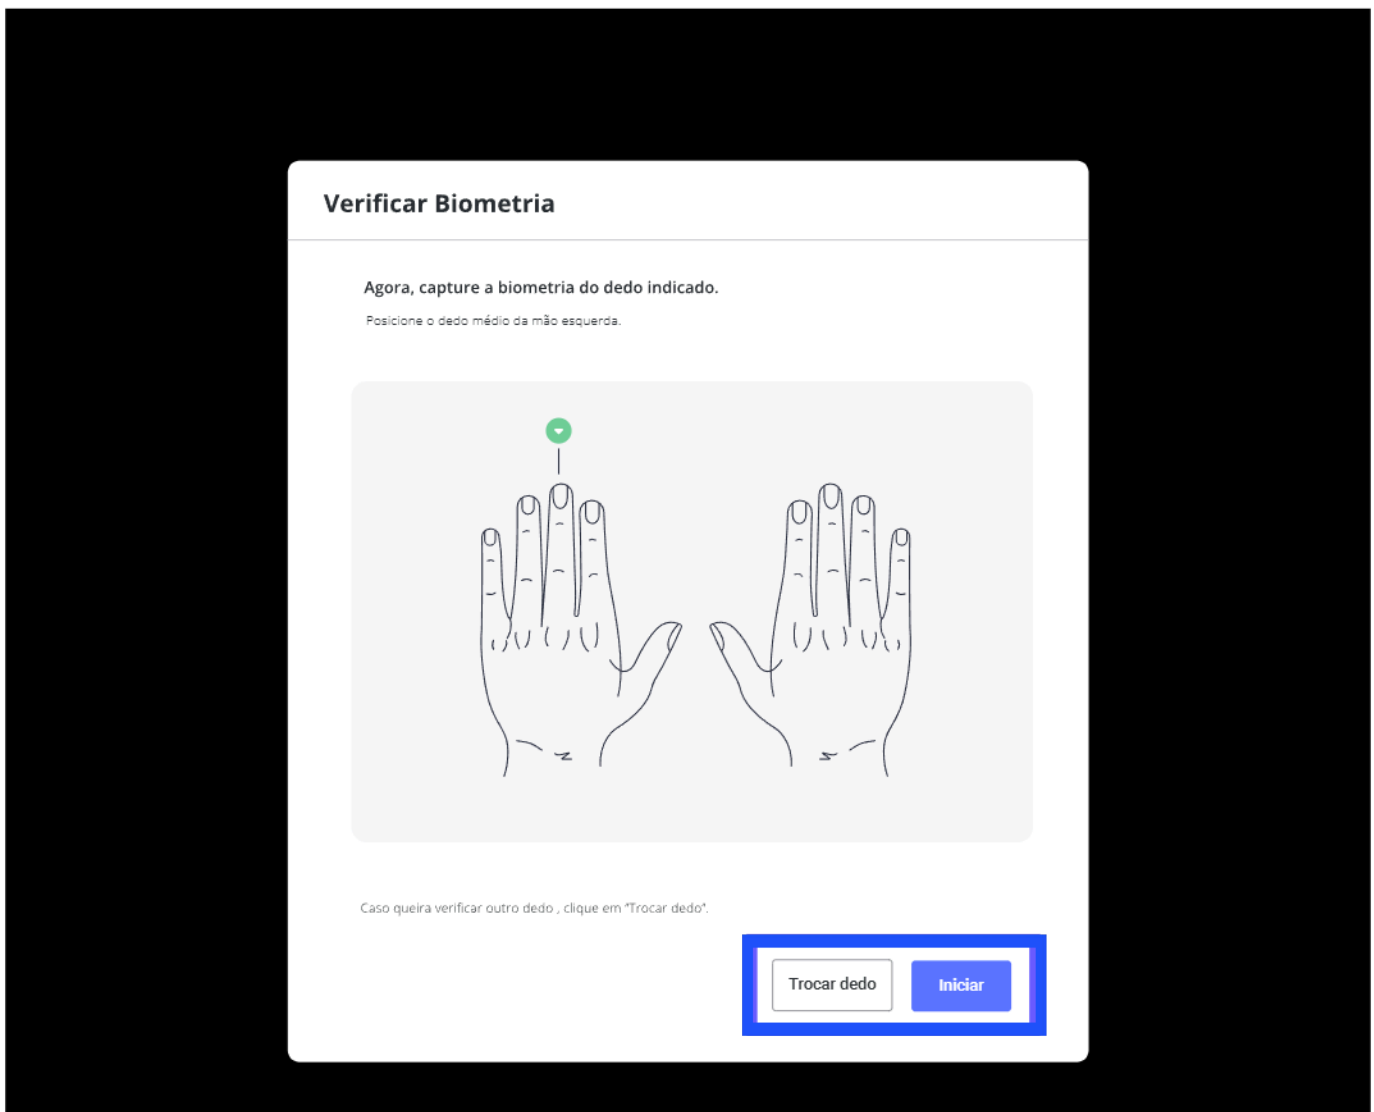 Verificar Biometria
Agora, capture a biometria do dedo indicado.
Posicione o dedo médio da mão esquerda.
Caso queira verificar outro dedo , clique em "Trocar dedo".
Trocar dedo
Iniciar